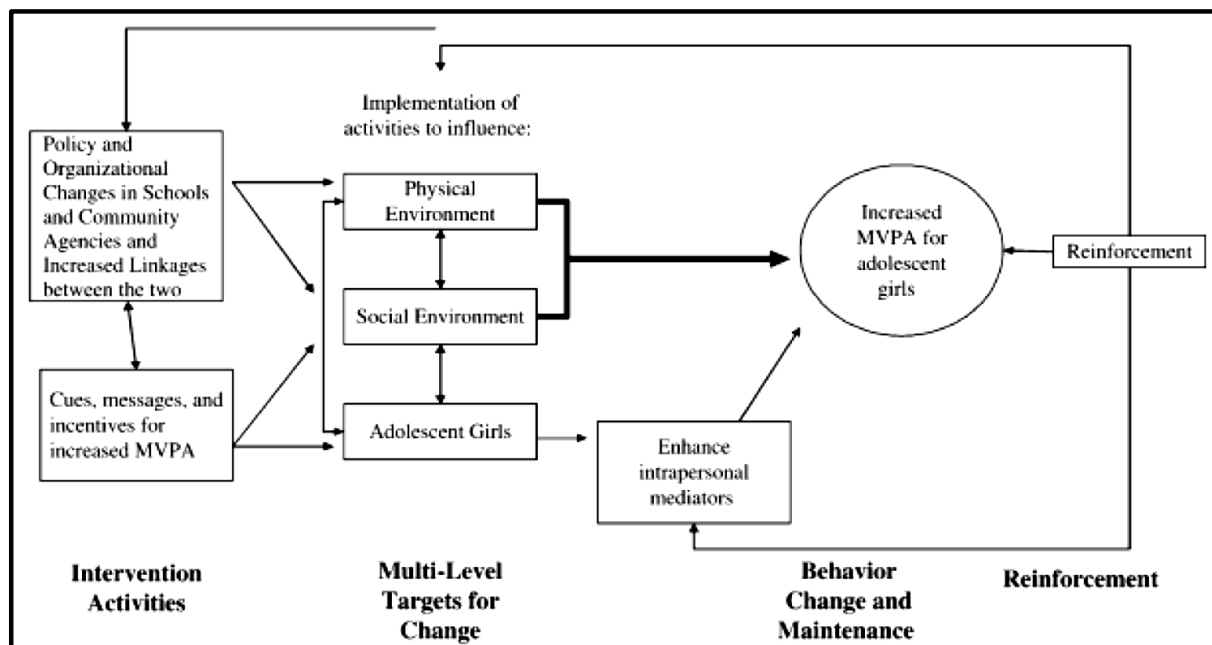 Implementation of
activities to influence:
Policy and
Organizational
Changes in Schools
and Community
Agencies and
Increased Linkages
between the two
Physical
Environment
Increased
MVPA for
adolescent
girls
Reinforcement
Social Environment
Cues, messages, and
incentives for
increased MVPA
Adolescent Girls
Enhance
intrapersonal
mediators
Intervention
Activities
Multi-Level
Targets for
Change
Behavior
Change and
Maintenance
Reinforcement